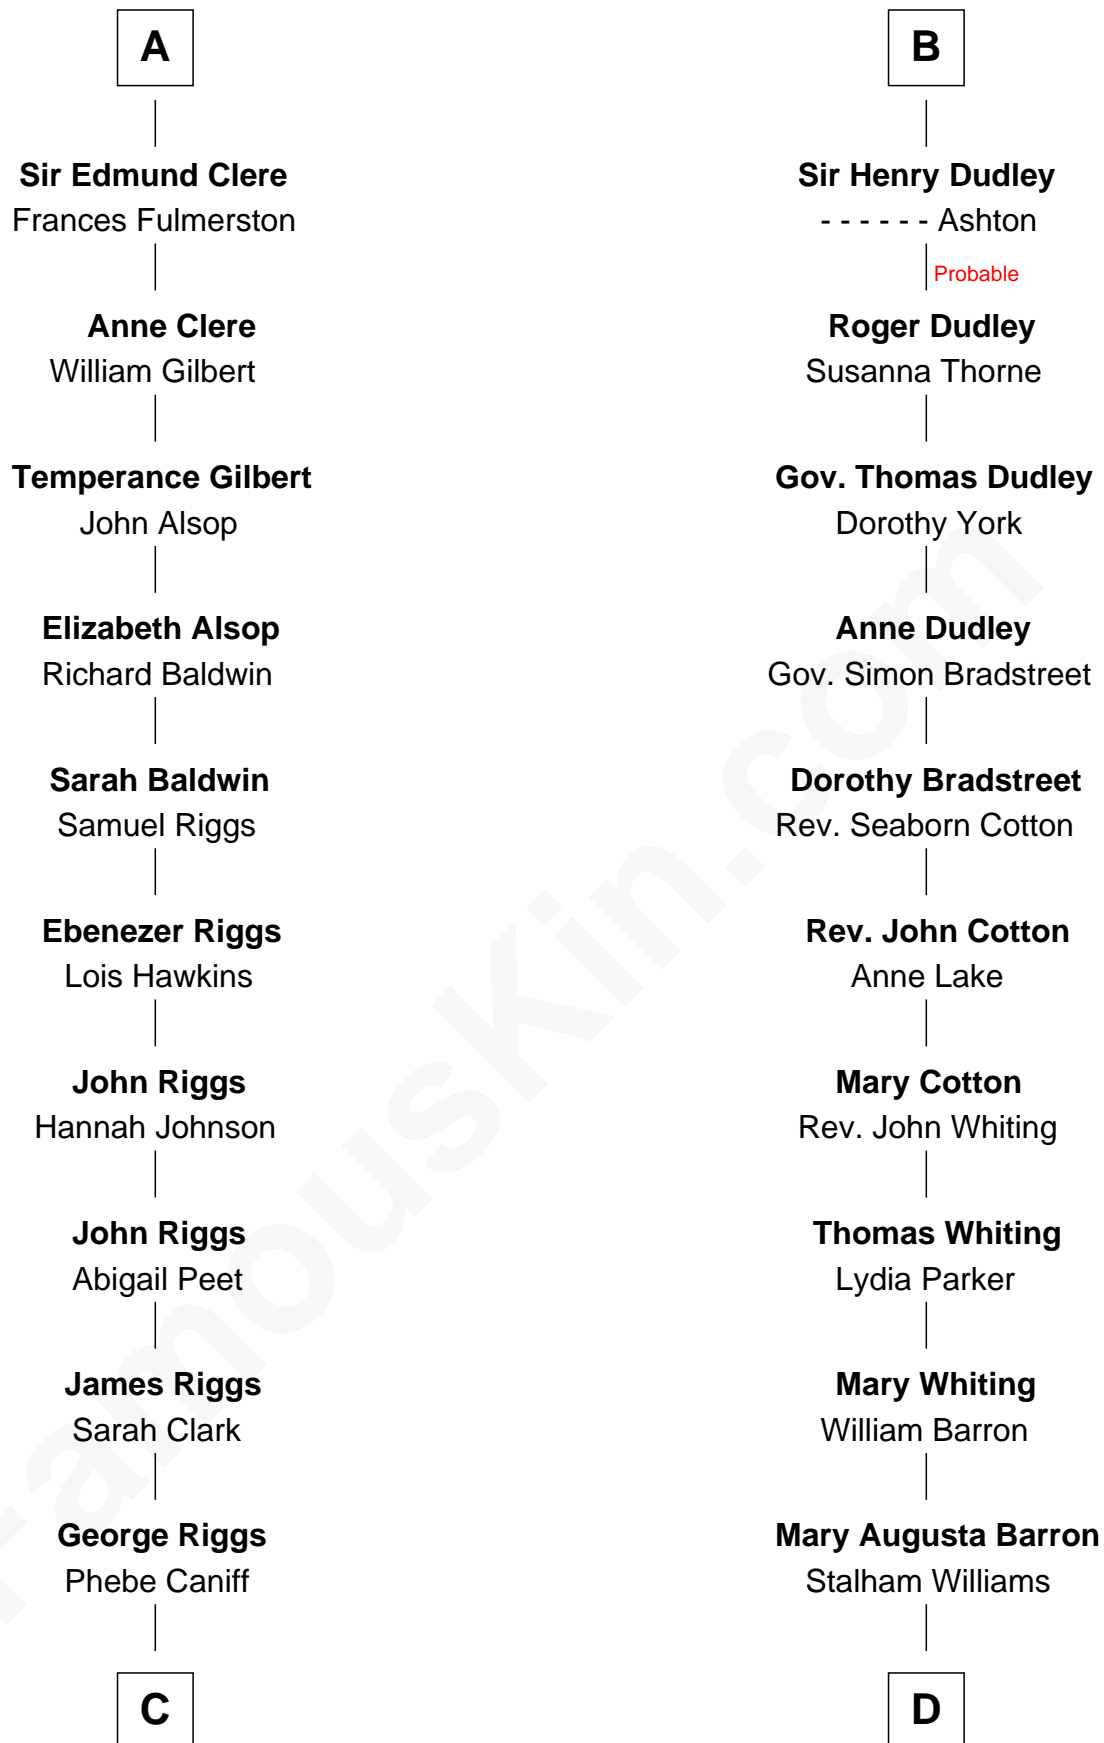 A
Sir Edmund Clere
Frances Fulmerston
Anne Clere
William Gilbert
Temperance Gilbert
John Alsop
Elizabeth Alsop
Richard Baldwin
Sarah Baldwin
Samuel Riggs
Ebenezer Riggs
Lois Hawkins
John Riggs
Hannah Johnson
John Riggs
Abigail Peet
James Riggs
Sarah Clark
George Riggs
Phebe Caniff
C
B
Sir Henry Dudley
- - - - - - Ashton
Probable
Roger Dudley
Susanna Thorne
Gov. Thomas Dudley
Dorothy York
Anne Dudley
Gov. Simon Bradstreet
Dorothy Bradstreet
Rev. Seaborn Cotton
Rev. John Cotton
Anne Lake
Mary Cotton
Rev. John Whiting
Thomas Whiting
Lydia Parker
Mary Whiting
William Barron
Mary Augusta Barron
Stalham Williams
D
FamousKin.com